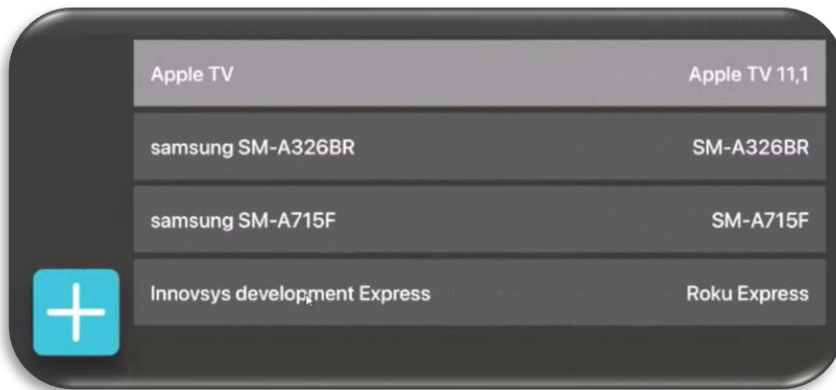 Apple TV Apple TV 11,1
samsung SM-A326BR SM-A326BR
samsung SM-A715F SM-A715F
Innovsys development Express Roku Express